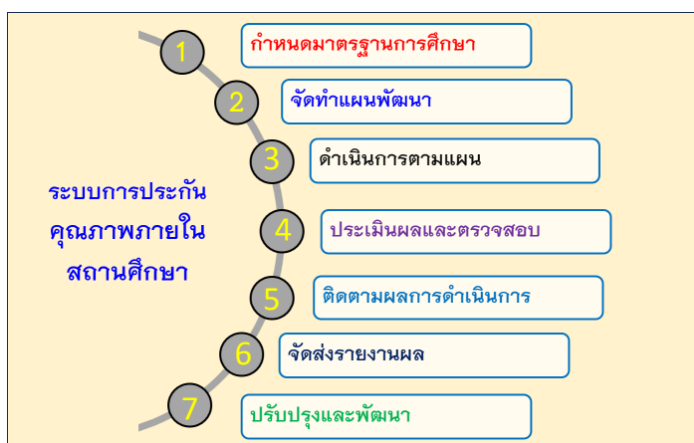 ระบบการประกัน
คุณภาพภายใน
สถานศึกษา
1 กำหนดมาตรฐานการศึกษา
2 จัดทำแผนพัฒนา
3 ดำเนินการตามแผน
4 ประเมินผลและตรวจสอบ
5 ติดตามผลการดำเนินการ
6 จัดส่งรายงานผล
7 ปรับปรุงและพัฒนา